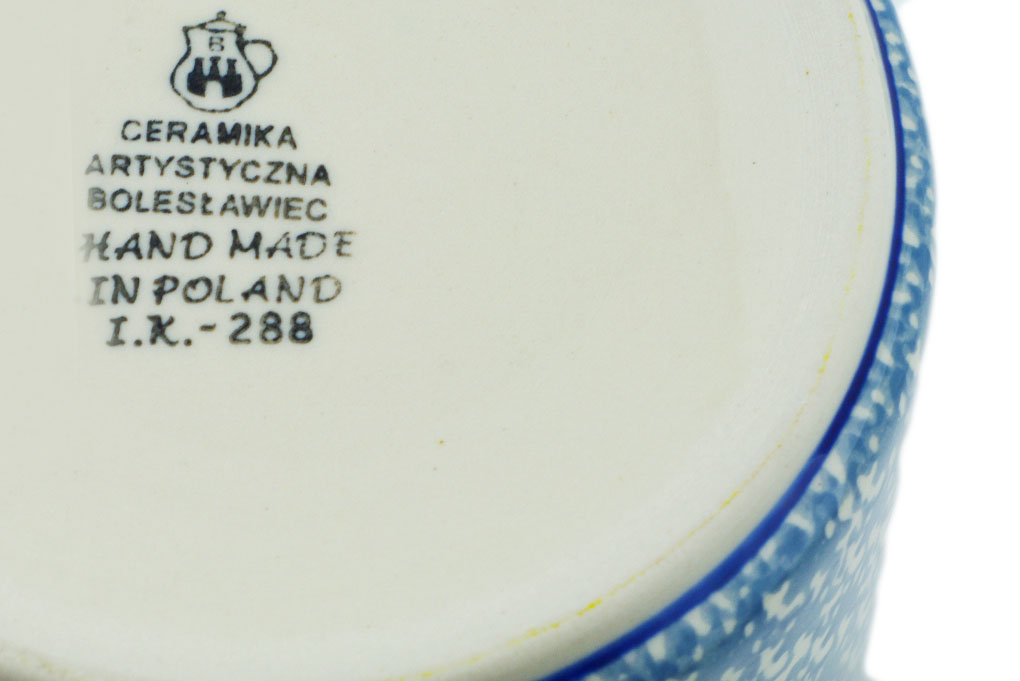 B
CERAMIKA
ARTYSTYCZNA
BOLESŁAWIEC
HAND MADE
IN POLAND
I.K.-288